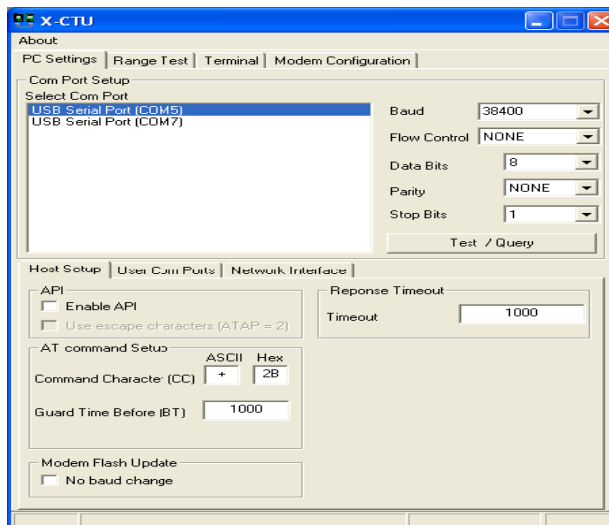 X-CTU
About
PC Settings Range Test Terminal Modem Configuration
Com Port Setup
Select Com Port
USB Serial Port (COM5)
USB Serial Port (COM7)
Baud 38400
Flow Control NONE
Data Bits 8
Parity NONE
Stop Bits 1
Test / Query
Host Setup User Com Ports Network Interface
API
Enable API
Use escape characters (ATAP = 2)
Reponse Timeout
Timeout 1000
AT command Setup
ASCII Hex
Command Character (CC) + 2B
Guard Time Before (BT) 1000
Modem Flash Update
No baud change